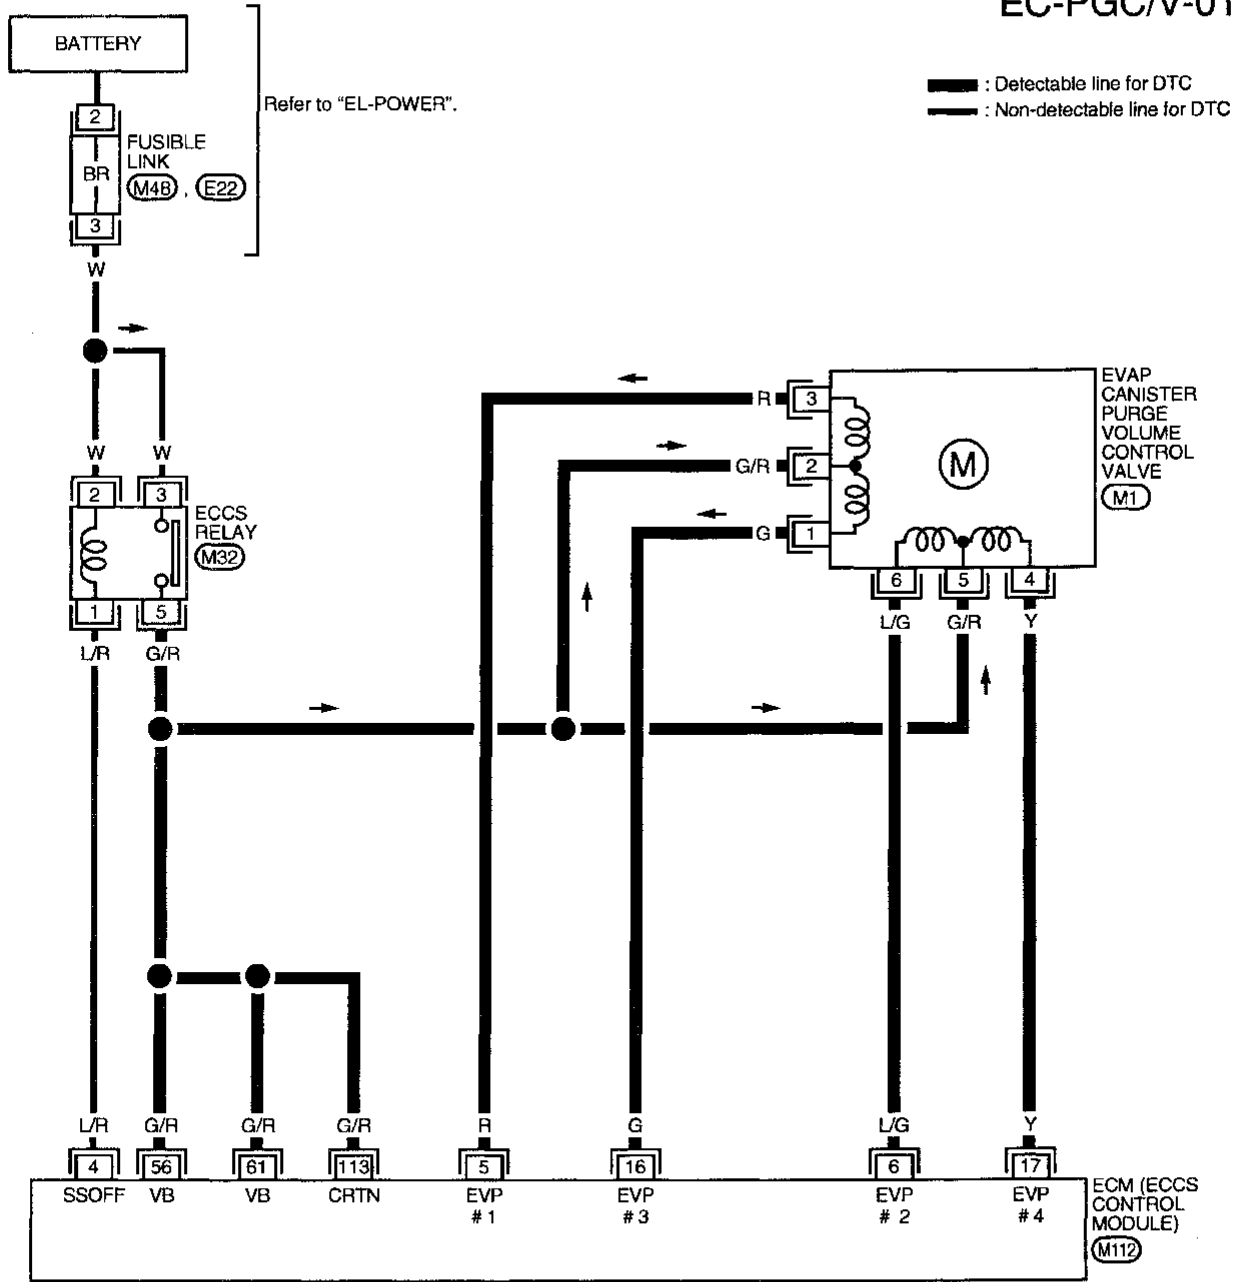 EC-PGC/V-01
BATTERY
2
Refer to "EL-POWER".
: Detectable line for DTC
: Non-detectable line for DTC
FUSIBLE
LINK
BR
M48 , E22
3
W
W W
2 3
ECCS
RELAY
M32
1 5
L/R G/R
R 3
G/R 2
G 1
M
EVAP
CANISTER
PURGE
VOLUME
CONTROL
VALVE
M1
6 5 4
L/G G/R Y
L/R G/R G/R G/R R G L/G Y
4 56 61 113 5 16 6 17
SSOFF VB VB CRTN EVP EVP EVP EVP
# 1 # 3 # 2 # 4
ECM (ECCS
CONTROL
MODULE)
M112